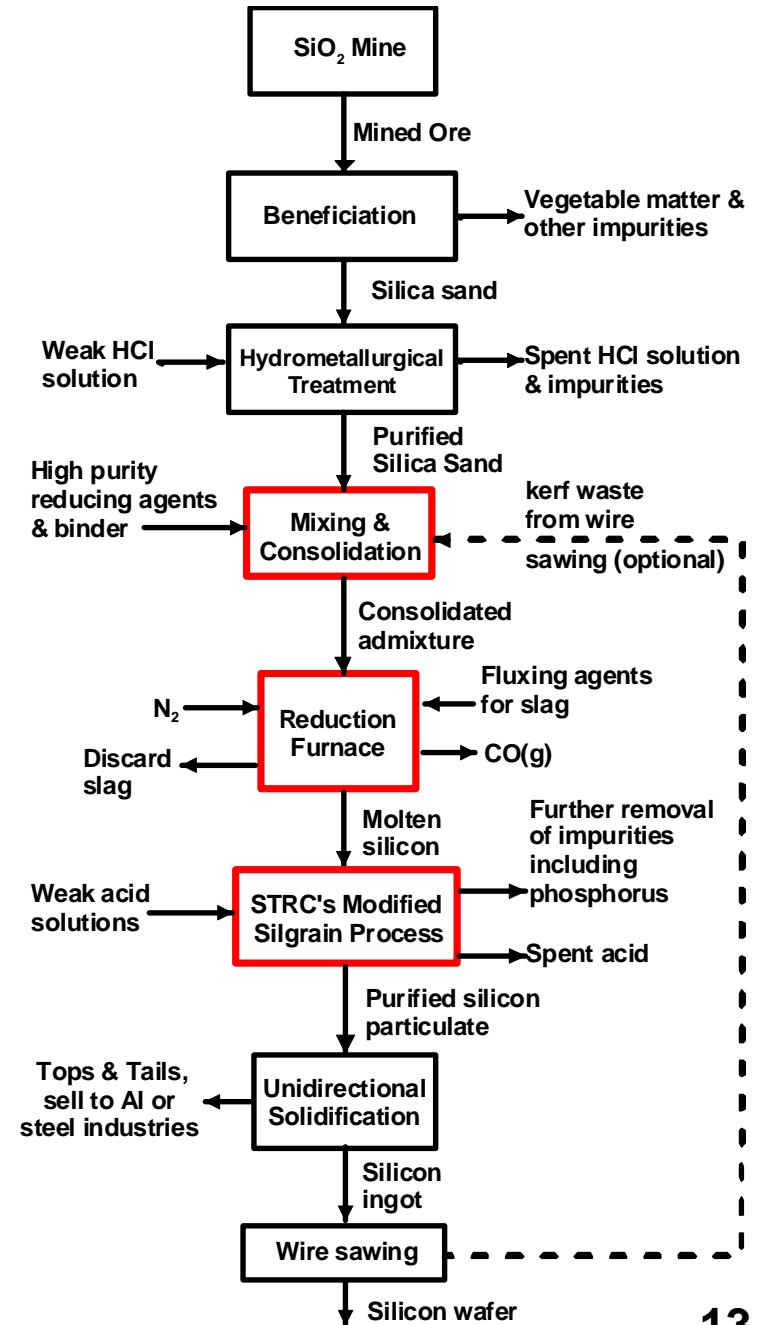 SiO2 Mine
Mined Ore
Beneficiation
Vegetable matter &
other impurities
Silica sand
Weak HCl
solution
Hydrometallurgical
Treatment
Spent HCl solution
& impurities
Purified
Silica Sand
High purity
reducing agents
& binder
Mixing &
Consolidation
kerf waste
from wire
sawing (optional)
Consolidated
admixture
N2
Reduction
Furnace
Fluxing agents
for slag
CO(g)
Discard
slag
Molten
silicon
Further removal
of impurities
including
phosphorus
Weak acid
solutions
STRC's Modified
Silgrain Process
Spent acid
Purified silicon
particulate
Tops & Tails,
sell to Al or
steel industries
Unidirectional
Solidification
Silicon
ingot
Wire sawing
Silicon wafer
13